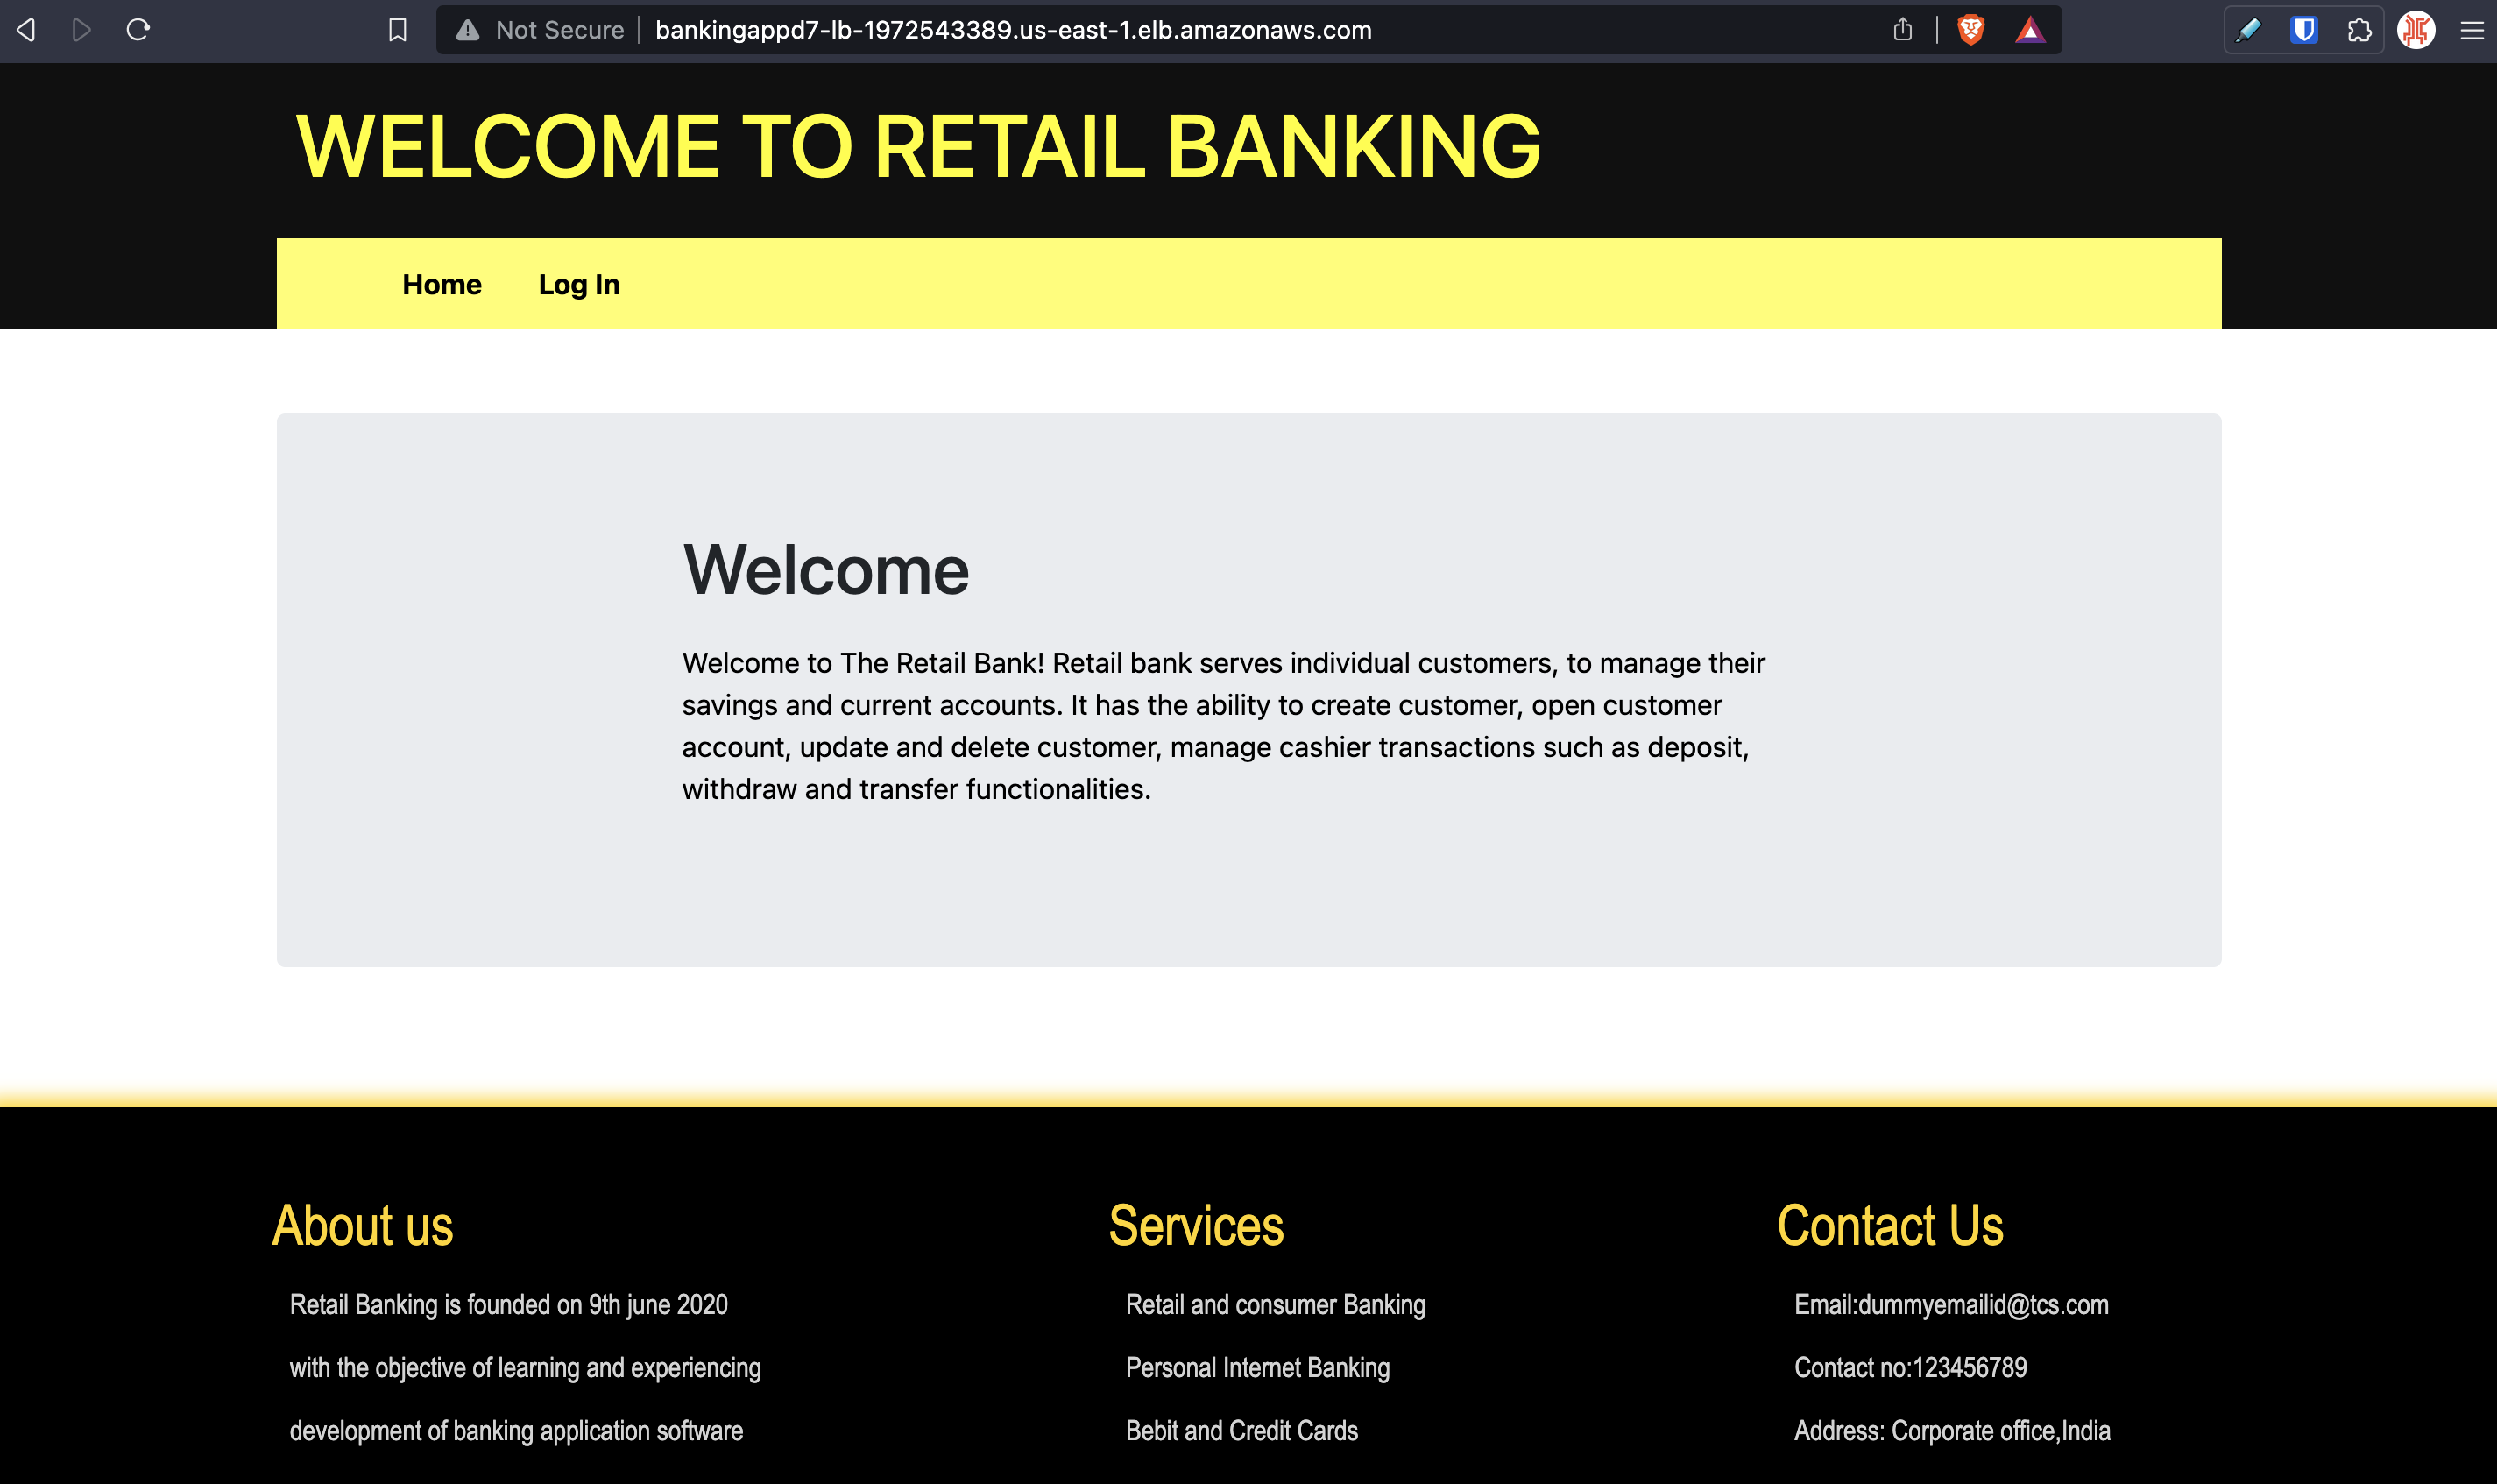 Not Secure bankingappd7-lb-1972543389.us-east-1.elb.amazonaws.com
WELCOME TO RETAIL BANKING
Home Log In
Welcome
Welcome to The Retail Bank! Retail bank serves individual customers, to manage their
savings and current accounts. It has the ability to create customer, open customer
account, update and delete customer, manage cashier transactions such as deposit,
withdraw and transfer functionalities.
About us
Retail Banking is founded on 9th june 2020
with the objective of learning and experiencing
development of banking application software
Services
Retail and consumer Banking
Personal Internet Banking
Bebit and Credit Cards
Contact Us
Email:dummyemailid@tcs.com
Contact no:123456789
Address: Corporate office,India